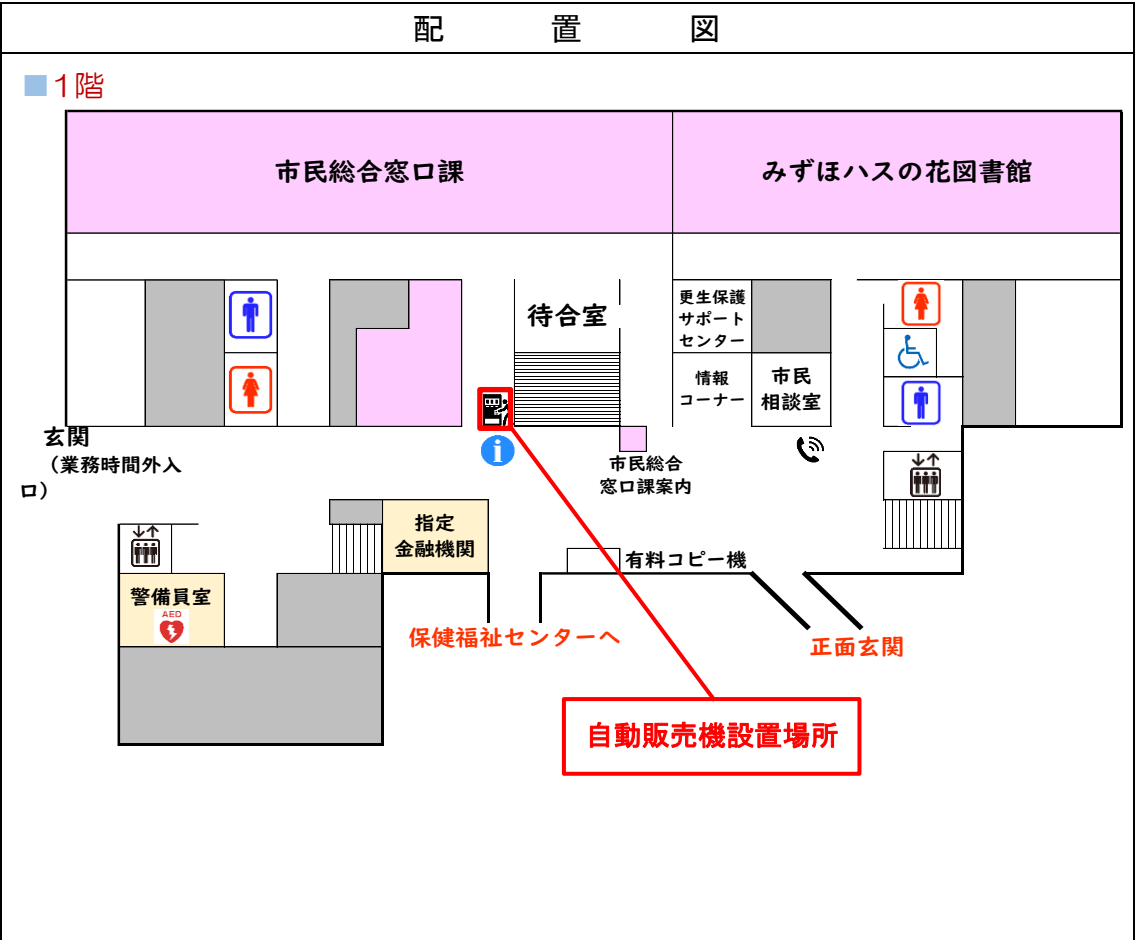 配置図
■1階
市民総合窓口課
みずほハスの花図書館
待合室
更生保護
サポート
センター
情報
コーナー
市民
相談室
玄関
（業務時間外入
口）
i
市民総合
窓口課案内
指定
金融機関
有料コピー機
警備員室
AED
保健福祉センターへ
正面玄関
自動販売機設置場所